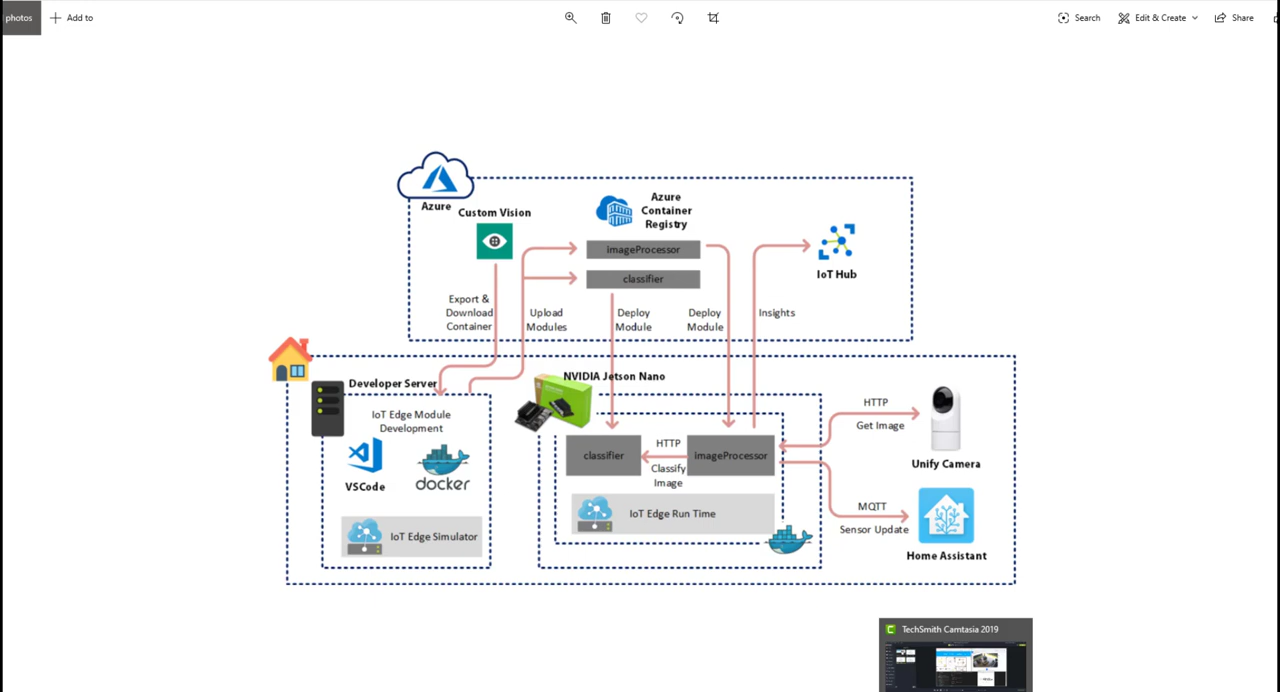 photos
Add to
Search
Edit & Create
Share
Azure
Custom Vision
Azure
Container
Registry
imageProcessor
classifier
IoT Hub
Export &
Download
Container
Upload
Modules
Deploy
Module
Deploy
Module
Insights
Developer Server
NVIDIA Jetson Nano
IoT Edge Module
Development
VSCode
docker
IoT Edge Simulator
classifier
HTTP
Classify
Image
imageProcessor
IoT Edge Run Time
HTTP
Get Image
Unify Camera
MQTT
Sensor Update
Home Assistant
TechSmith Camtasia 2019